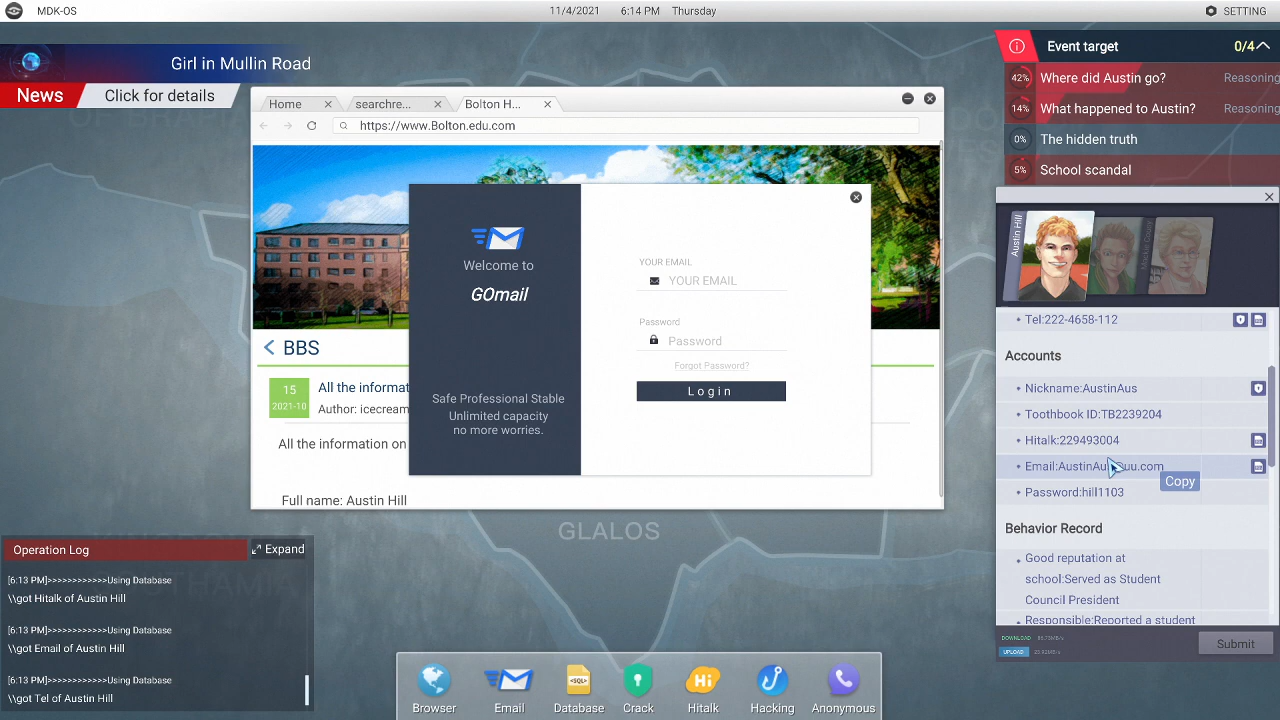 MDK-OS
11/4/2021 6:14 PM Thursday
SETTING
Girl in Mullin Road
News
Click for details
Event target 0/4
42% Where did Austin go? Reasoning
14% What happened to Austin? Reasoning
0% The hidden truth
5% School scandal
Home
searchre...
Bolton H...
https://www.Bolton.edu.com
Welcome to
GOmail
Safe Professional Stable
Unlimited capacity
no more worries.
YOUR EMAIL
YOUR EMAIL
Password
Password
Forgot Password?
Login
BBS
15
2021-10
All the informat
Author: icecream
All the information on
Full name: Austin Hill
GLALOS
Austin Hill
Tel:222-4658-112
Accounts
Nickname:AustinAus
Toothbook ID:TB2239204
Hitalk:229493004
Copy
Password:hill1103
Behavior Record
Good reputation at
school:Served as Student
Council President
Responsible:Reported a student
DOWNLOAD
UPLOAD
Submit
Operation Log
Expand
[6:13 PM]>>>>>>>>>>>>Using Database
\\got Hitalk of Austin Hill
[6:13 PM]>>>>>>>>>>>>Using Database
\\got Email of Austin Hill
[6:13 PM]>>>>>>>>>>>>Using Database
\\got Tel of Austin Hill
Browser
Email
Database
Crack
Hitalk
Hacking
Anonymous